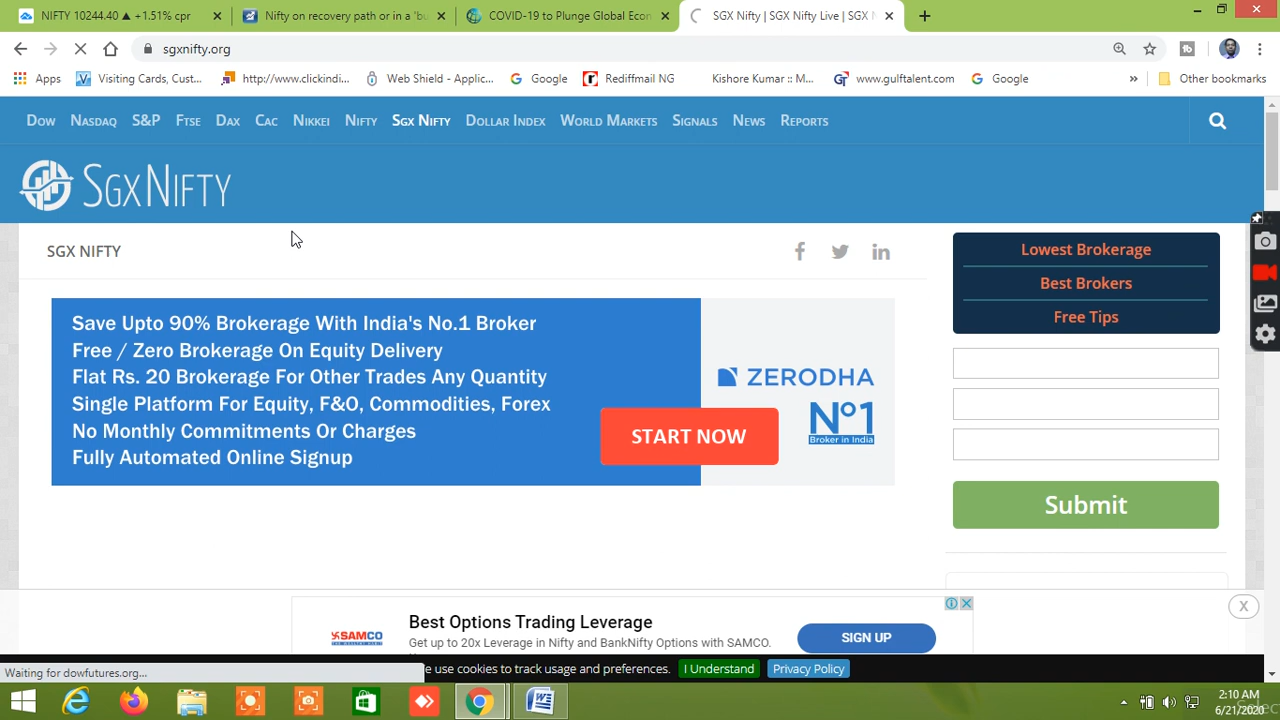 NIFTY 10244.40 ▲ +1.51% cpr
Nifty on recovery path or in a 'bu
COVID-19 to Plunge Global Econ
SGX Nifty | SGX Nifty Live | SGX N
sgxnifty.org
Apps
Visiting Cards, Cust...
http://www.clickindi...
Web Shield - Applic...
Google
Rediffmail NG
Kishore Kumar :: M...
www.gulftalent.com
Google
»
Other bookmarks
Dow
Nasdaq
S&P
Ftse
Dax
Cac
Nikkei
Nifty
Sgx Nifty
Dollar Index
World Markets
Signals
News
Reports
SgxNifty
SGX NIFTY
Lowest Brokerage
Best Brokers
Free Tips
Save Upto 90% Brokerage With India's No.1 Broker
Free / Zero Brokerage On Equity Delivery
Flat Rs. 20 Brokerage For Other Trades Any Quantity
Single Platform For Equity, F&O, Commodities, Forex
No Monthly Commitments Or Charges
Fully Automated Online Signup
START NOW
ZERODHA
Nº1
Broker in India
Submit
Best Options Trading Leverage
Get up to 20x Leverage in Nifty and BankNifty Options with SAMCO.
SAMCO
SIGN UP
X
Waiting for dowfutures.org...
e use cookies to track usage and preferences.
I Understand
Privacy Policy
2:10 AM
6/21/2020